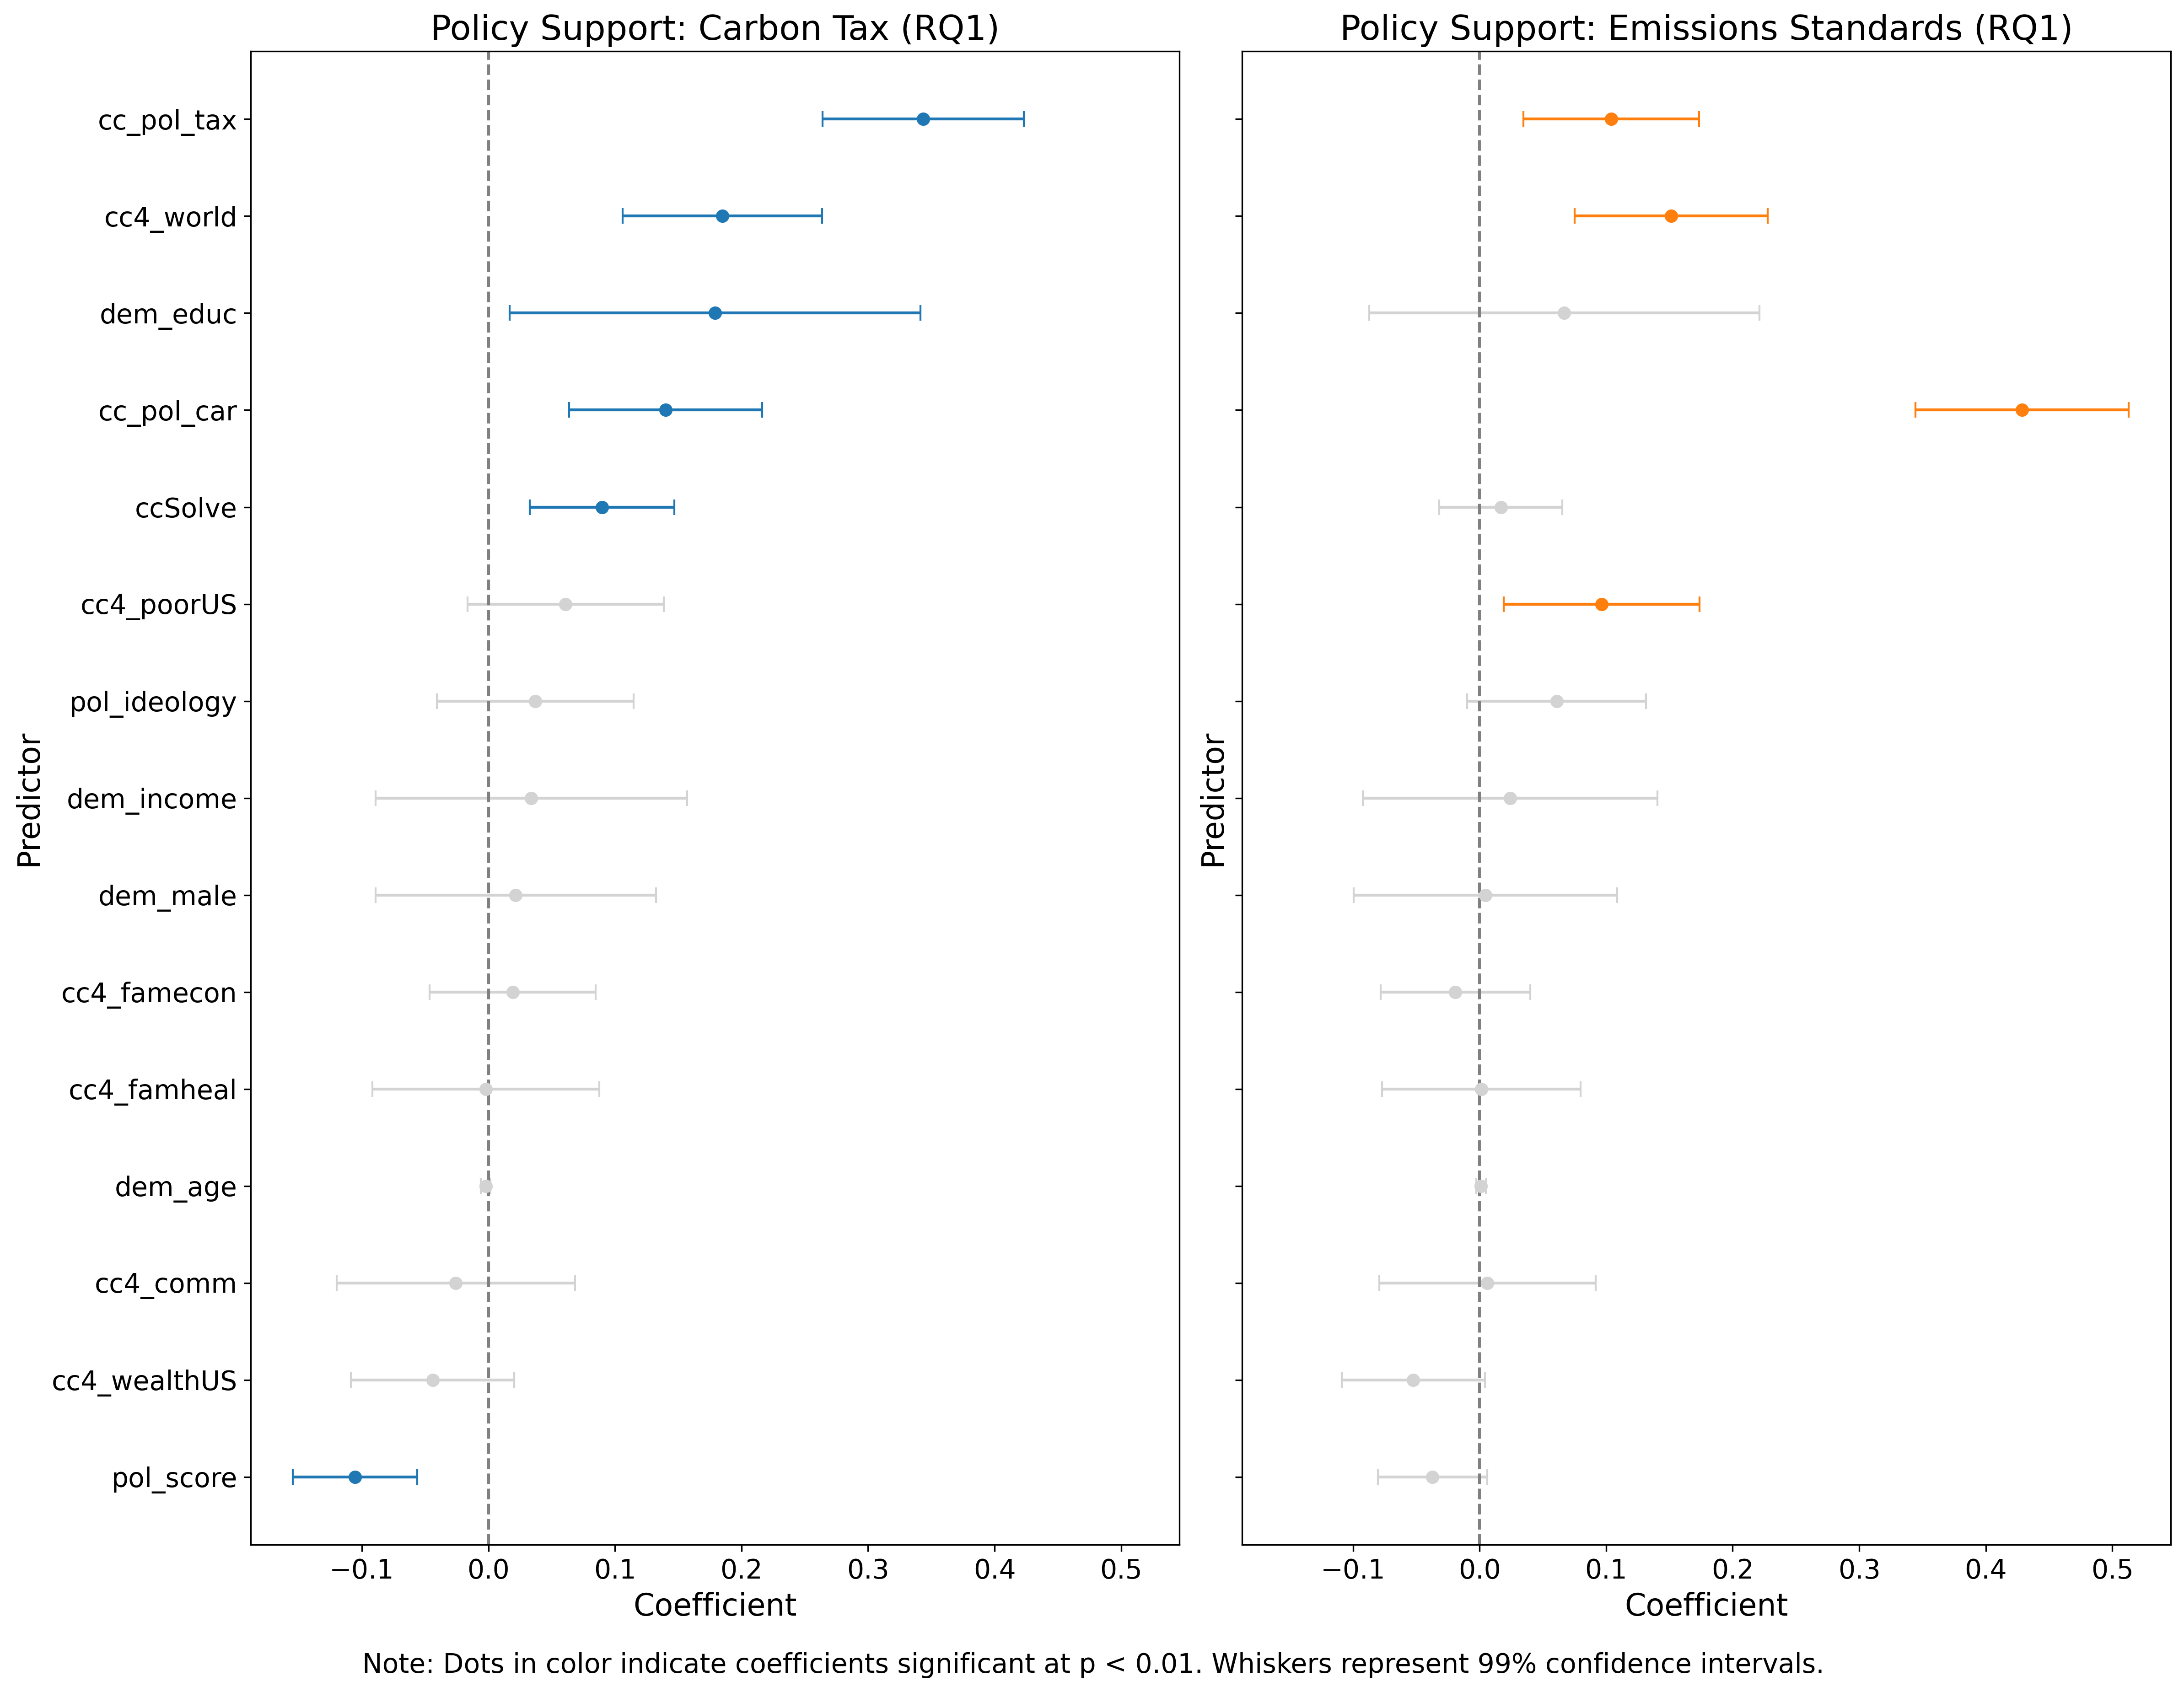 Policy Support: Carbon Tax (RQ1)
Policy Support: Emissions Standards (RQ1)
Predictor
cc_pol_tax
cc4_world
dem_educ
cc_pol_car
ccSolve
cc4_poorUS
pol_ideology
dem_income
dem_male
cc4_famecon
cc4_famheal
dem_age
cc4_comm
cc4_wealthUS
pol_score
−0.1 0.0 0.1 0.2 0.3 0.4 0.5
Coefficient
Predictor
−0.1 0.0 0.1 0.2 0.3 0.4 0.5
Coefficient
Note: Dots in color indicate coefficients significant at p < 0.01. Whiskers represent 99% confidence intervals.